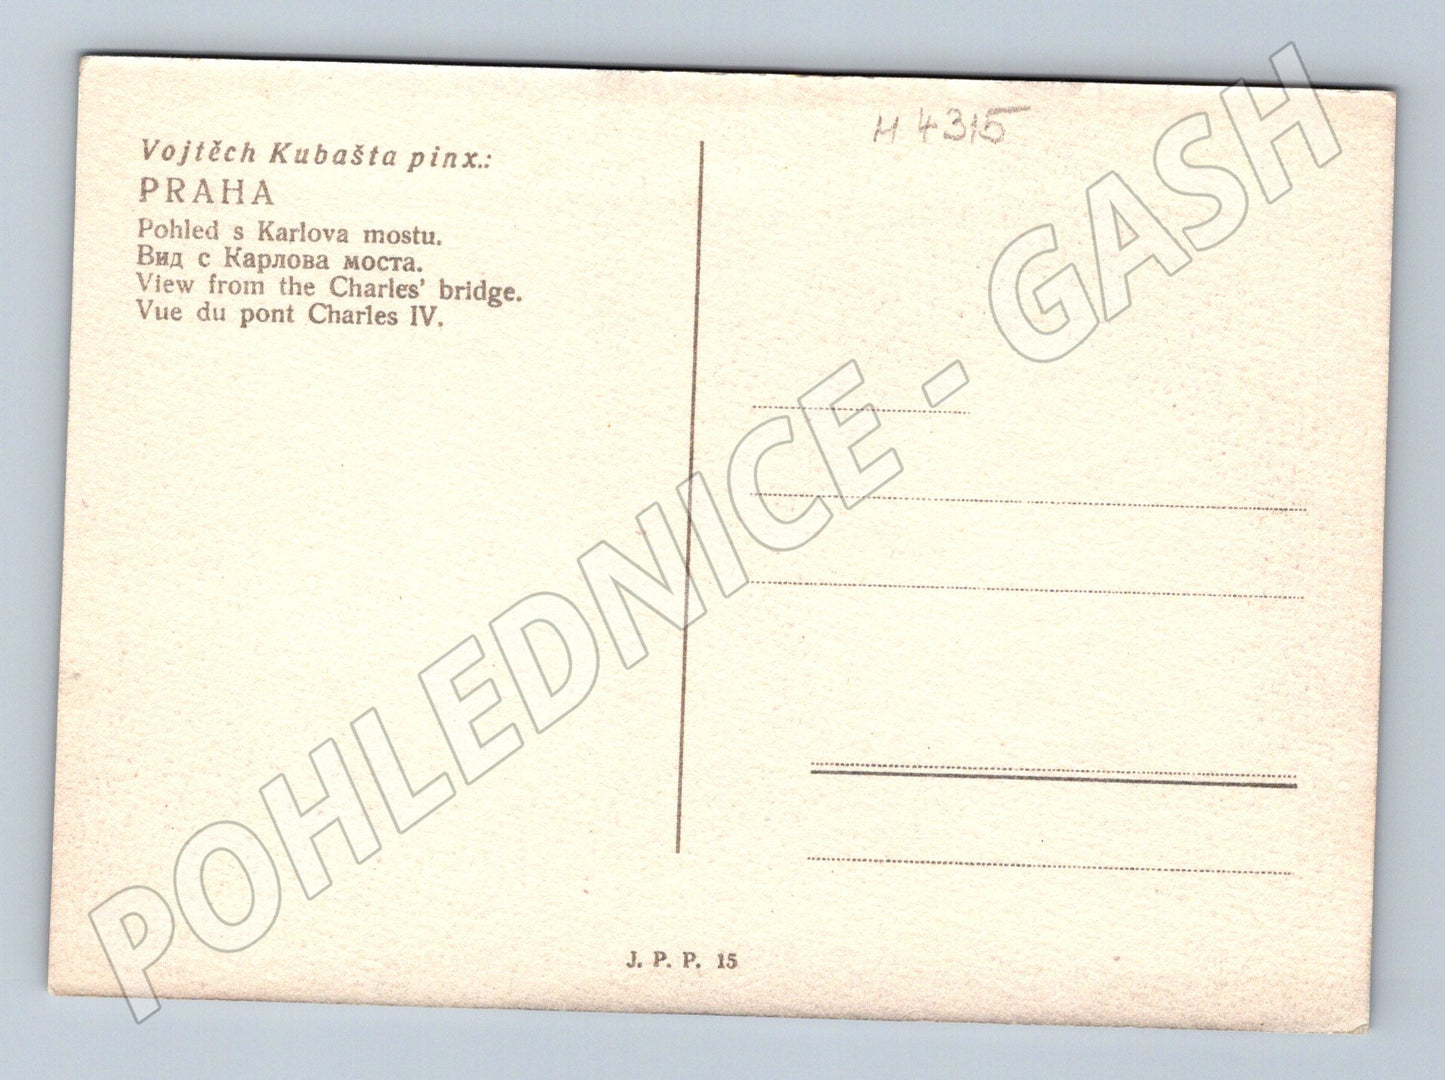 Vojtěch Kubašta pinx.:
PRAHA
Pohled s Karlova mostu.
Вид с Карлова моста.
View from the Charles' bridge.
Vue du pont Charles IV.
H 4315
J. P. P. 15
POHLEDNICE - GASH